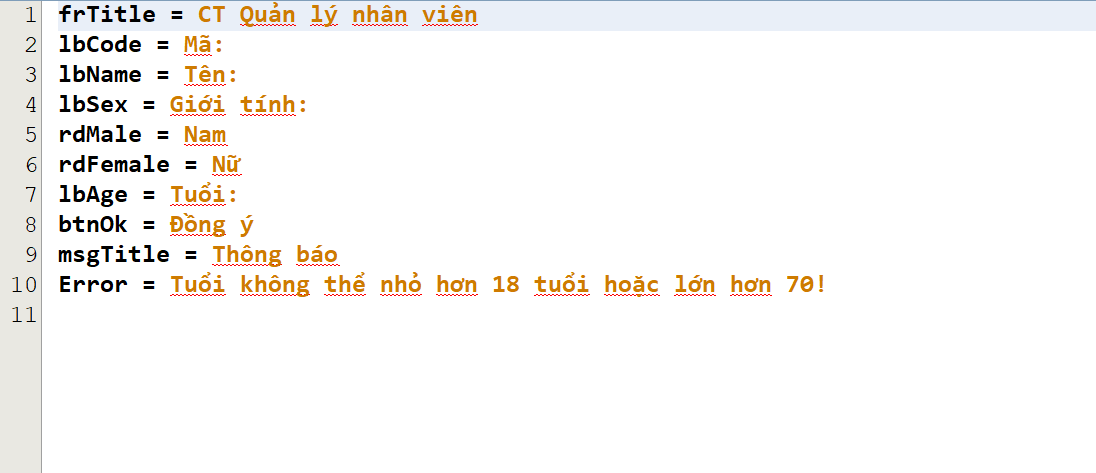 1 frTitle = CT Quản lý nhân viên
2 lbCode = Mã:
3 lbName = Tên:
4 lbSex = Giới tính:
5 rdMale = Nam
6 rdFemale = Nữ
7 lbAge = Tuổi:
8 btnOk = Đồng ý
9 msgTitle = Thông báo
10 Error = Tuổi không thể nhỏ hơn 18 tuổi hoặc lớn hơn 70!
11